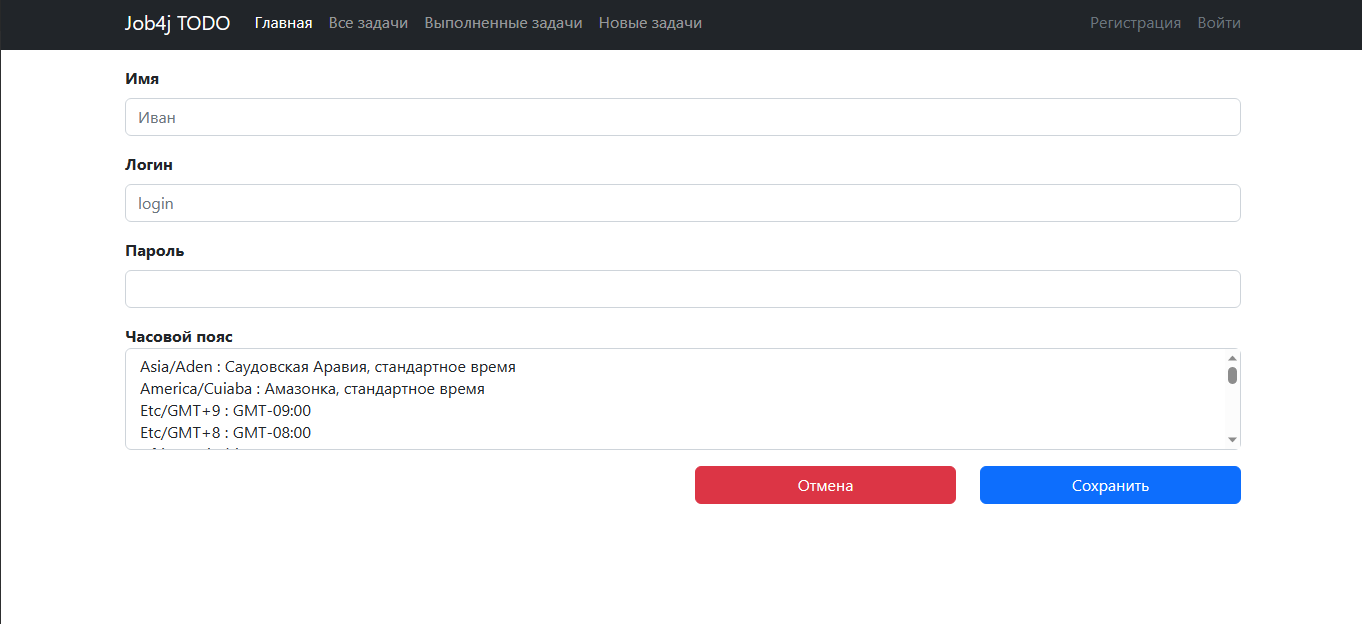 Job4j TODO Главная Все задачи Выполненные задачи Новые задачи Регистрация Войти
Имя
Иван
Логин
login
Пароль
Часовой пояс
Asia/Aden : Саудовская Аравия, стандартное время
America/Cuiaba : Амазонка, стандартное время
Etc/GMT+9 : GMT-09:00
Etc/GMT+8 : GMT-08:00
Отмена Сохранить